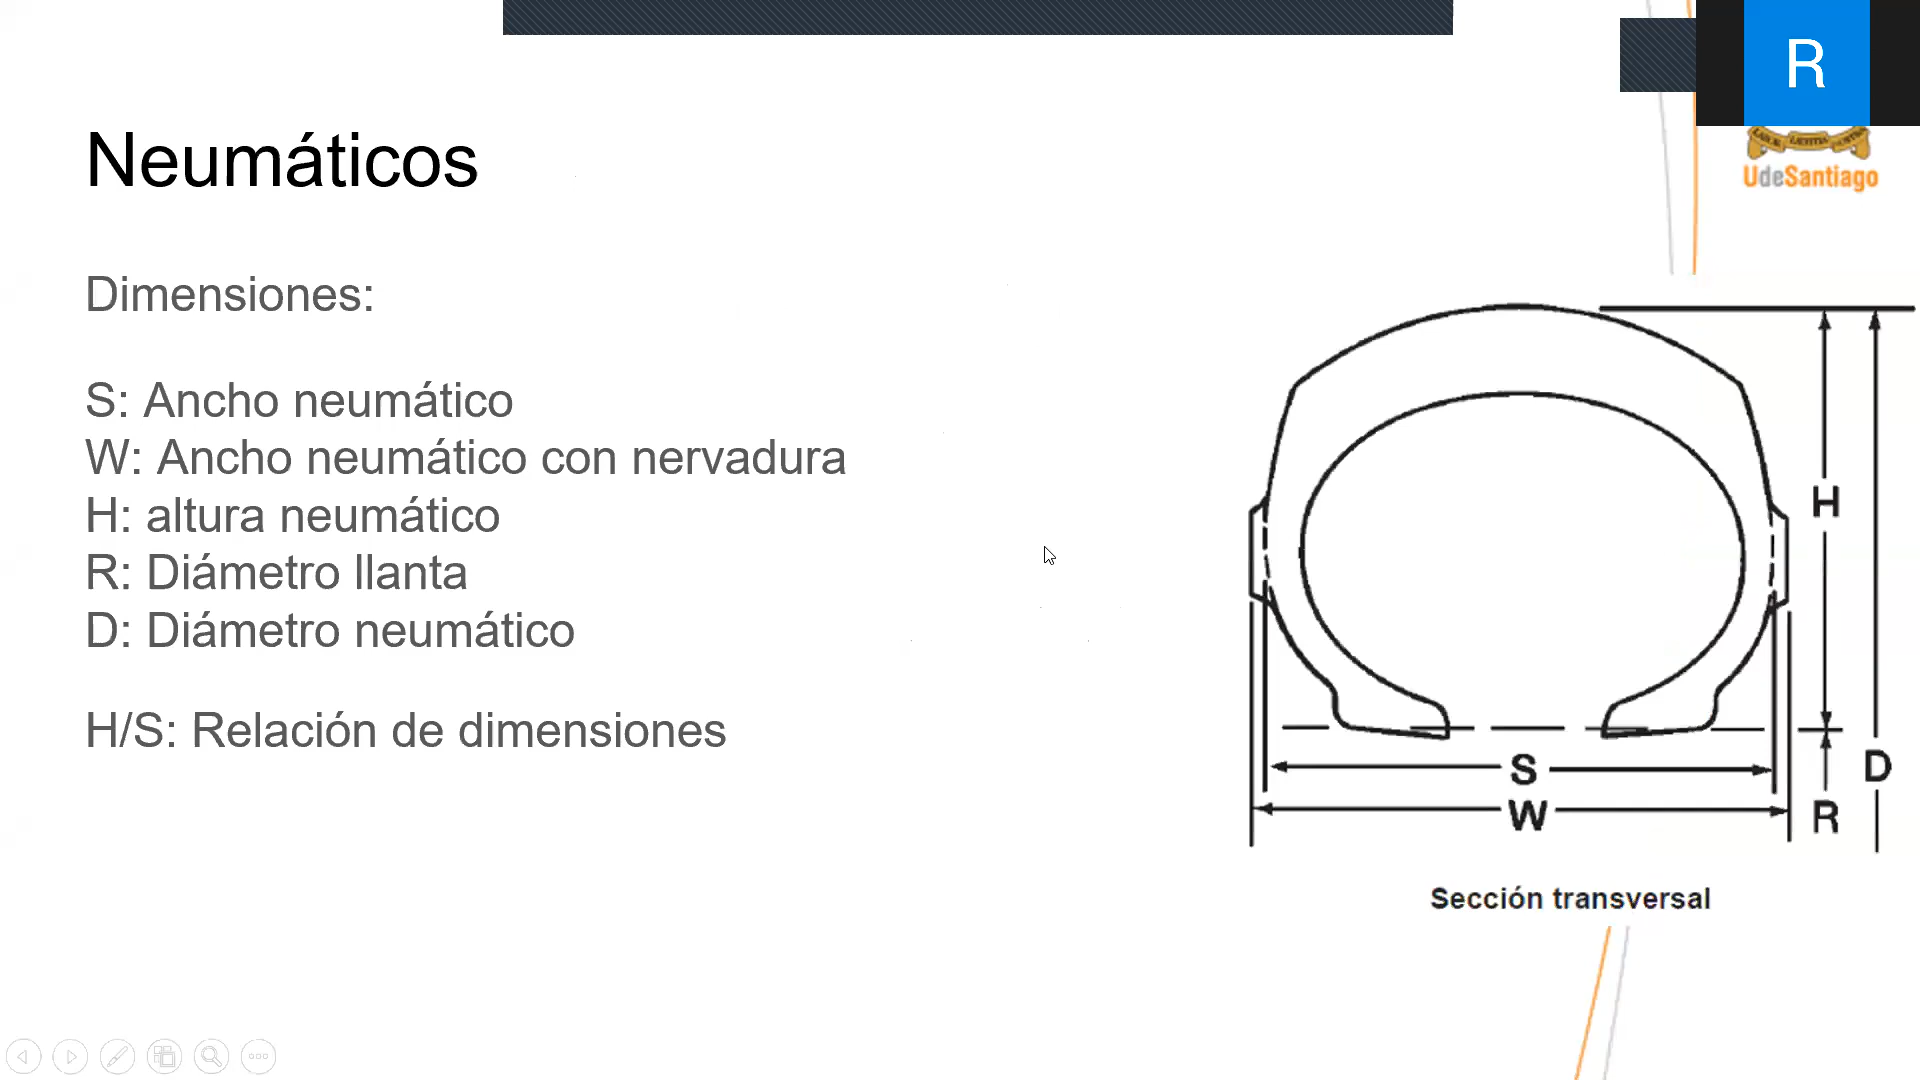 R
UdeSantiago
Neumáticos
Dimensiones:
S: Ancho neumático
W: Ancho neumático con nervadura
H: altura neumático
R: Diámetro llanta
D: Diámetro neumático
H/S: Relación de dimensiones
H
S
D
W
R
Sección transversal